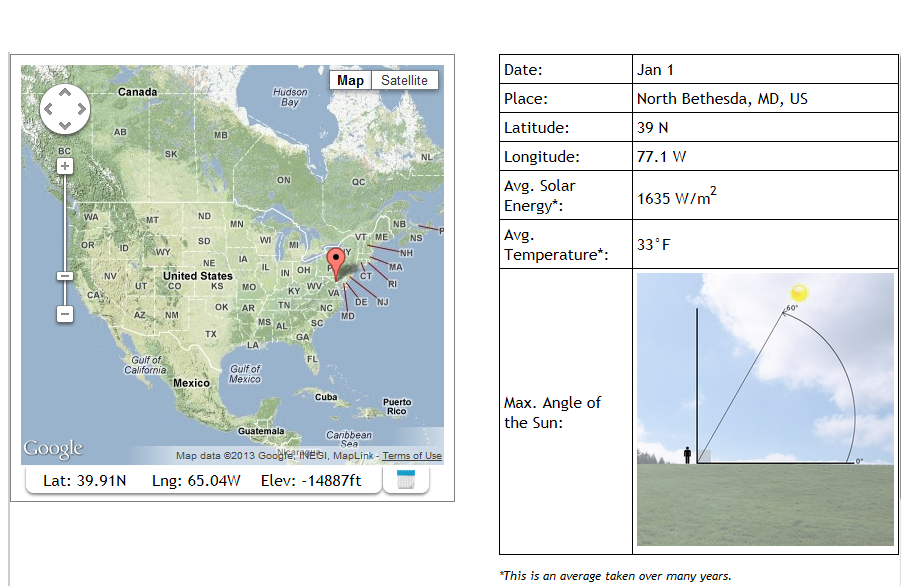 Map Satellite
Canada
Hudson
Bay
AB
MB
BC
SK
NL
ON
QC
WA
MT
ND
MN
NB
VT ME
NS
P
OR
ID
SD
WI
MI
NH
WY
NE
IA
MA
NV
UT
United States
CO
KS
MO
IL
IN
OH
CT
RI
CA
KY
WV
VA
DE
NJ
AZ
NM
OK
AR
TN
NC
MD
TX
MS
AL
SC
LA
GA
FL
Gulf of
California
Gulf of
Mexico
Mexico
Cuba
Puerto
Rico
Guatemala
Caribbean
Sea
Nicaragua
Google
Map data ©2013 Google, INEGI, MapLink - Terms of Use
Lat: 39.91N Lng: 65.04W Elev: -14887ft
Date: Jan 1
Place: North Bethesda, MD, US
Latitude: 39 N
Longitude: 77.1 W
Avg. Solar
Energy*: 1635 W/m²
Avg.
Temperature*: 33°F
Max. Angle of
the Sun:
60°
0°
*This is an average taken over many years.